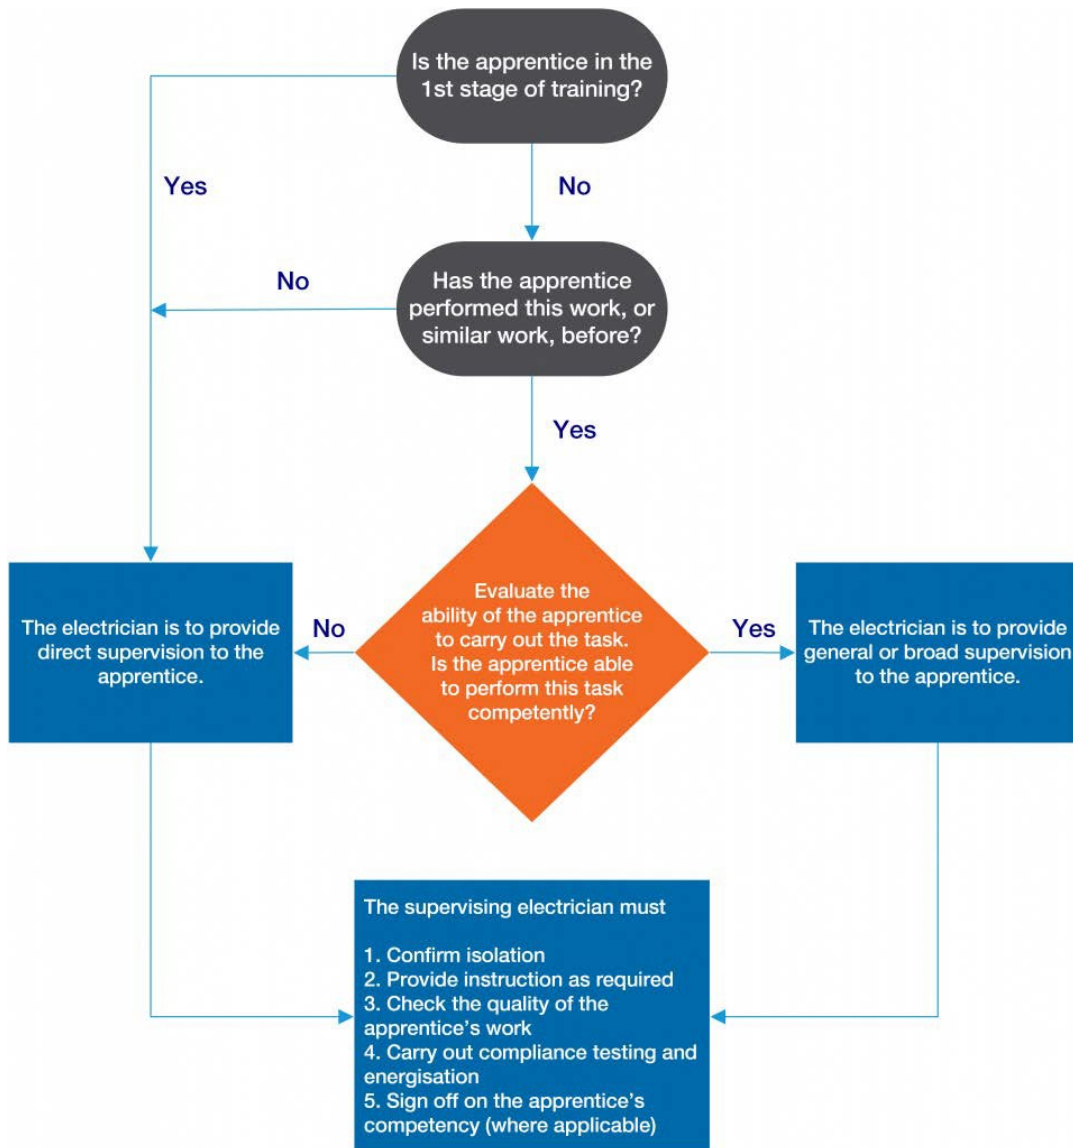 Is the apprentice in the
1st stage of training?
Yes
No
No
Has the apprentice
performed this work, or
similar work, before?
Yes
The electrician is to provide
direct supervision to the
apprentice.
No
Evaluate the
ability of the apprentice
to carry out the task.
Is the apprentice able
to perform this task
competently?
Yes
The electrician is to provide
general or broad supervision
to the apprentice.
The supervising electrician must
1. Confirm isolation
2. Provide instruction as required
3. Check the quality of the
apprentice’s work
4. Carry out compliance testing and
energisation
5. Sign off on the apprentice’s
competency (where applicable)